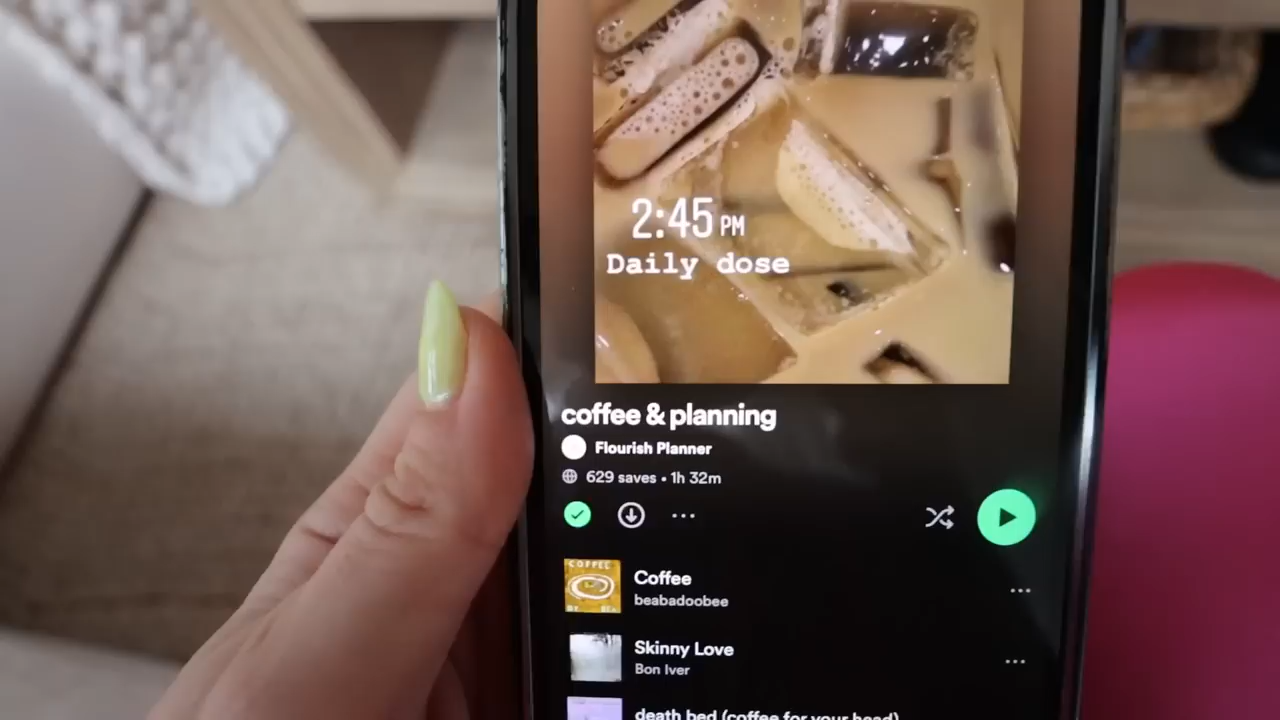 2:45 PM
Daily dose
coffee & planning
Flourish Planner
629 saves • 1h 32m
COFFEE
Coffee
beabadoobee
Skinny Love
Bon Iver
death bed (coffee for your head)